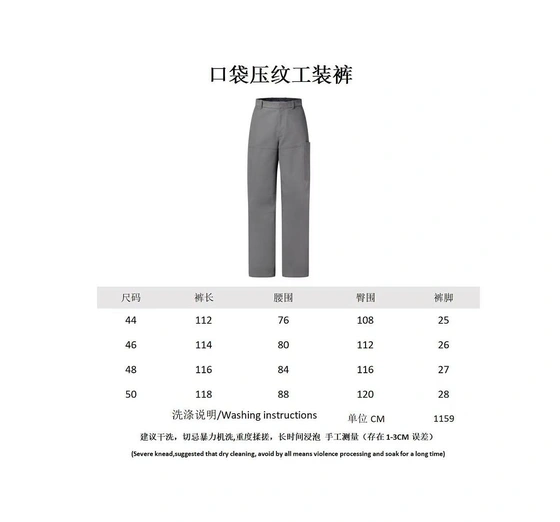 口袋压纹工装裤
尺码 裤长 腰围 臀围 裤脚
44 112 76 108 25
46 114 80 112 26
48 116 84 116 27
50 118 88 120 28
洗涤说明/Washing instructions 单位 CM 1159
建议干洗，切忌暴力机洗,重度揉搓，长时间浸泡 手工测量（存在1-3CM 误差）
(Severe knead,suggested that dry cleaning, avoid by all means violence processing and soak for a long time)